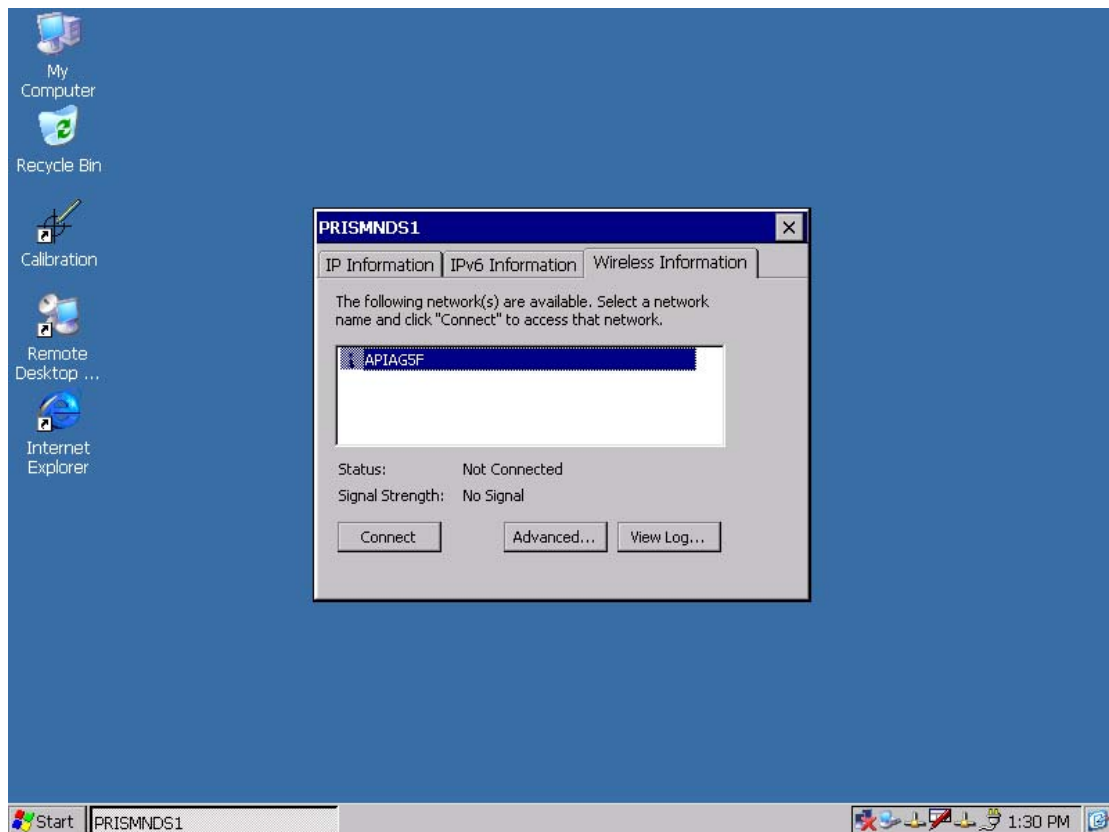 My
Computer
Recycle Bin
Calibration
Remote
Desktop ...
Internet
Explorer
PRISMNDS1
IP Information
IPv6 Information
Wireless Information
The following network(s) are available. Select a network
name and click "Connect" to access that network.
APIAG5F
Status: Not Connected
Signal Strength: No Signal
Connect
Advanced...
View Log...
Start
PRISMNDS1
1:30 PM